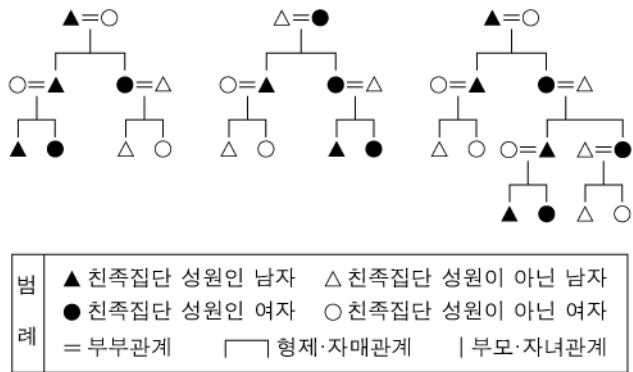 범례
▲ 친족집단 성원인 남자 △ 친족집단 성원이 아닌 남자
● 친족집단 성원인 여자 ○ 친족집단 성원이 아닌 여자
= 부부관계 형제·자매관계 | 부모·자녀관계